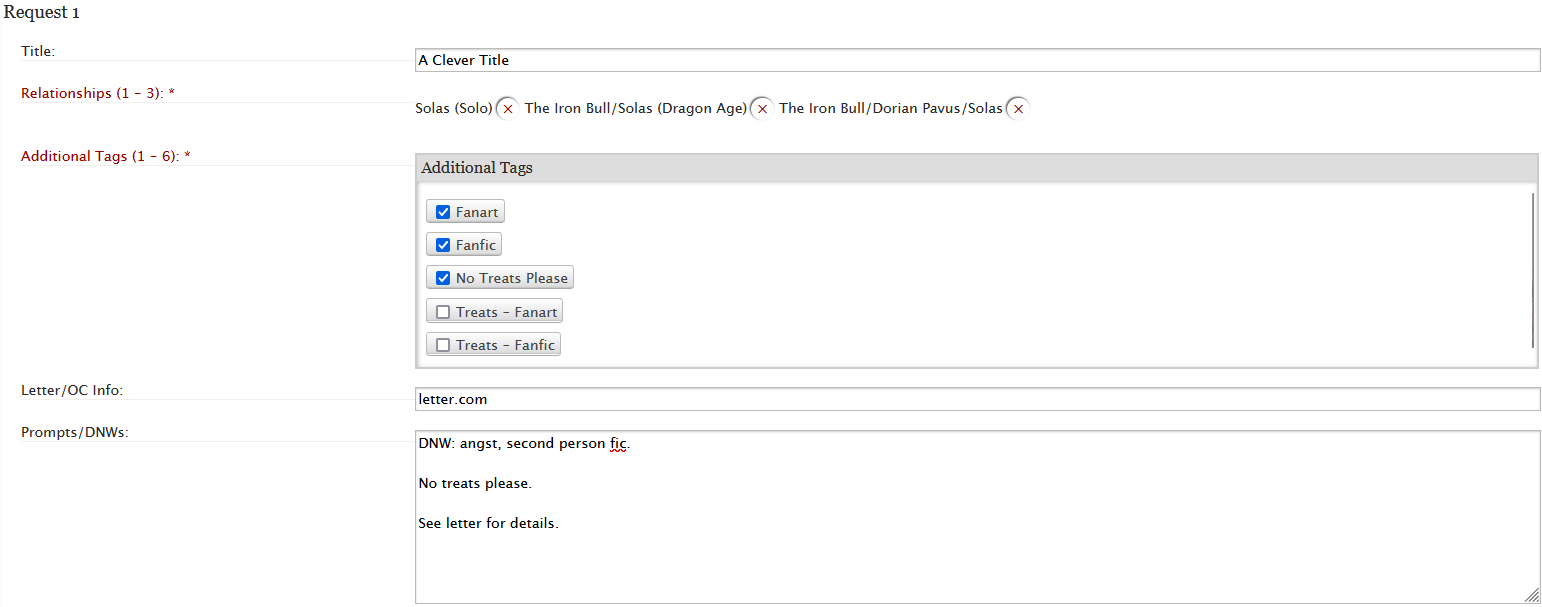 Request 1
Title:
A Clever Title
Relationships (1 – 3): *
Solas (Solo) × The Iron Bull/Solas (Dragon Age) × The Iron Bull/Dorian Pavus/Solas ×
Additional Tags (1 – 6): *
Additional Tags
Fanart
Fanfic
No Treats Please
Treats – Fanart
Treats – Fanfic
Letter/OC Info:
letter.com
Prompts/DNWs:
DNW: angst, second person fic.
No treats please.
See letter for details.